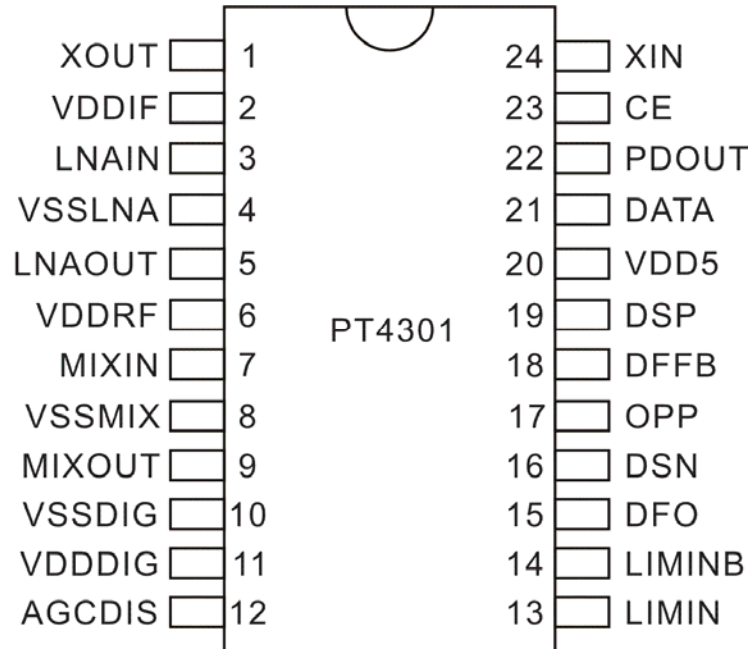 XOUT 1 24 XIN
VDDIF 2 23 CE
LNAIN 3 22 PDOUT
VSSLNA 4 21 DATA
LNAOUT 5 20 VDD5
VDDRF 6 19 DSP
PT4301
MIXIN 7 18 DFFB
VSSMIX 8 17 OPP
MIXOUT 9 16 DSN
VSSDIG 10 15 DFO
VDDDIG 11 14 LIMINB
AGCDIS 12 13 LIMIN